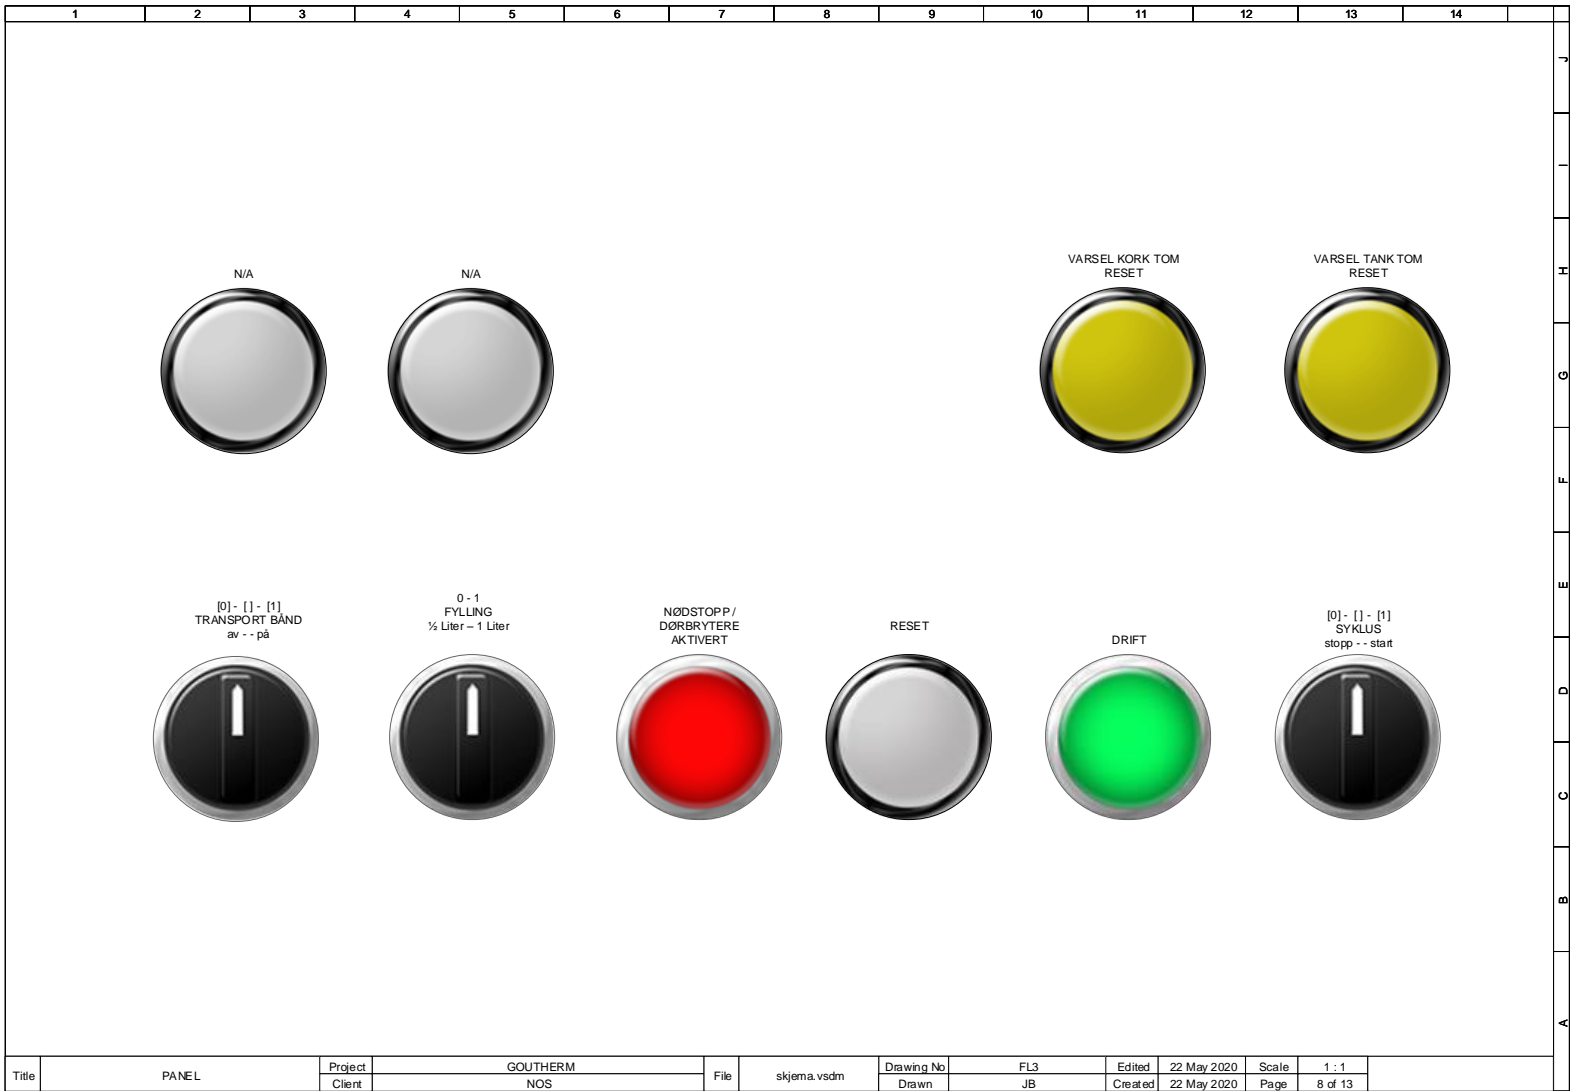 1 2 3 4 5 6 7 8 9 10 11 12 13 14
J
I
H
G
F
E
D
C
B
A
N/A
N/A
VARSEL KORK TOM
RESET
VARSEL TANK TOM
RESET
[0] - [ ] - [1]
TRANSPORT BÅND
av - - på
0 - 1
FYLLING
½ Liter – 1 Liter
NØDSTOPP /
DØRBRYTERE
AKTIVERT
RESET
DRIFT
[0] - [ ] - [1]
SYKLUS
stopp - - start
Title PANEL
Project GOUTHERM
Client NOS
File skjema.vsdm
Drawing No FL3
Drawn JB
Edited 22 May 2020
Created 22 May 2020
Scale 1 : 1
Page 8 of 13